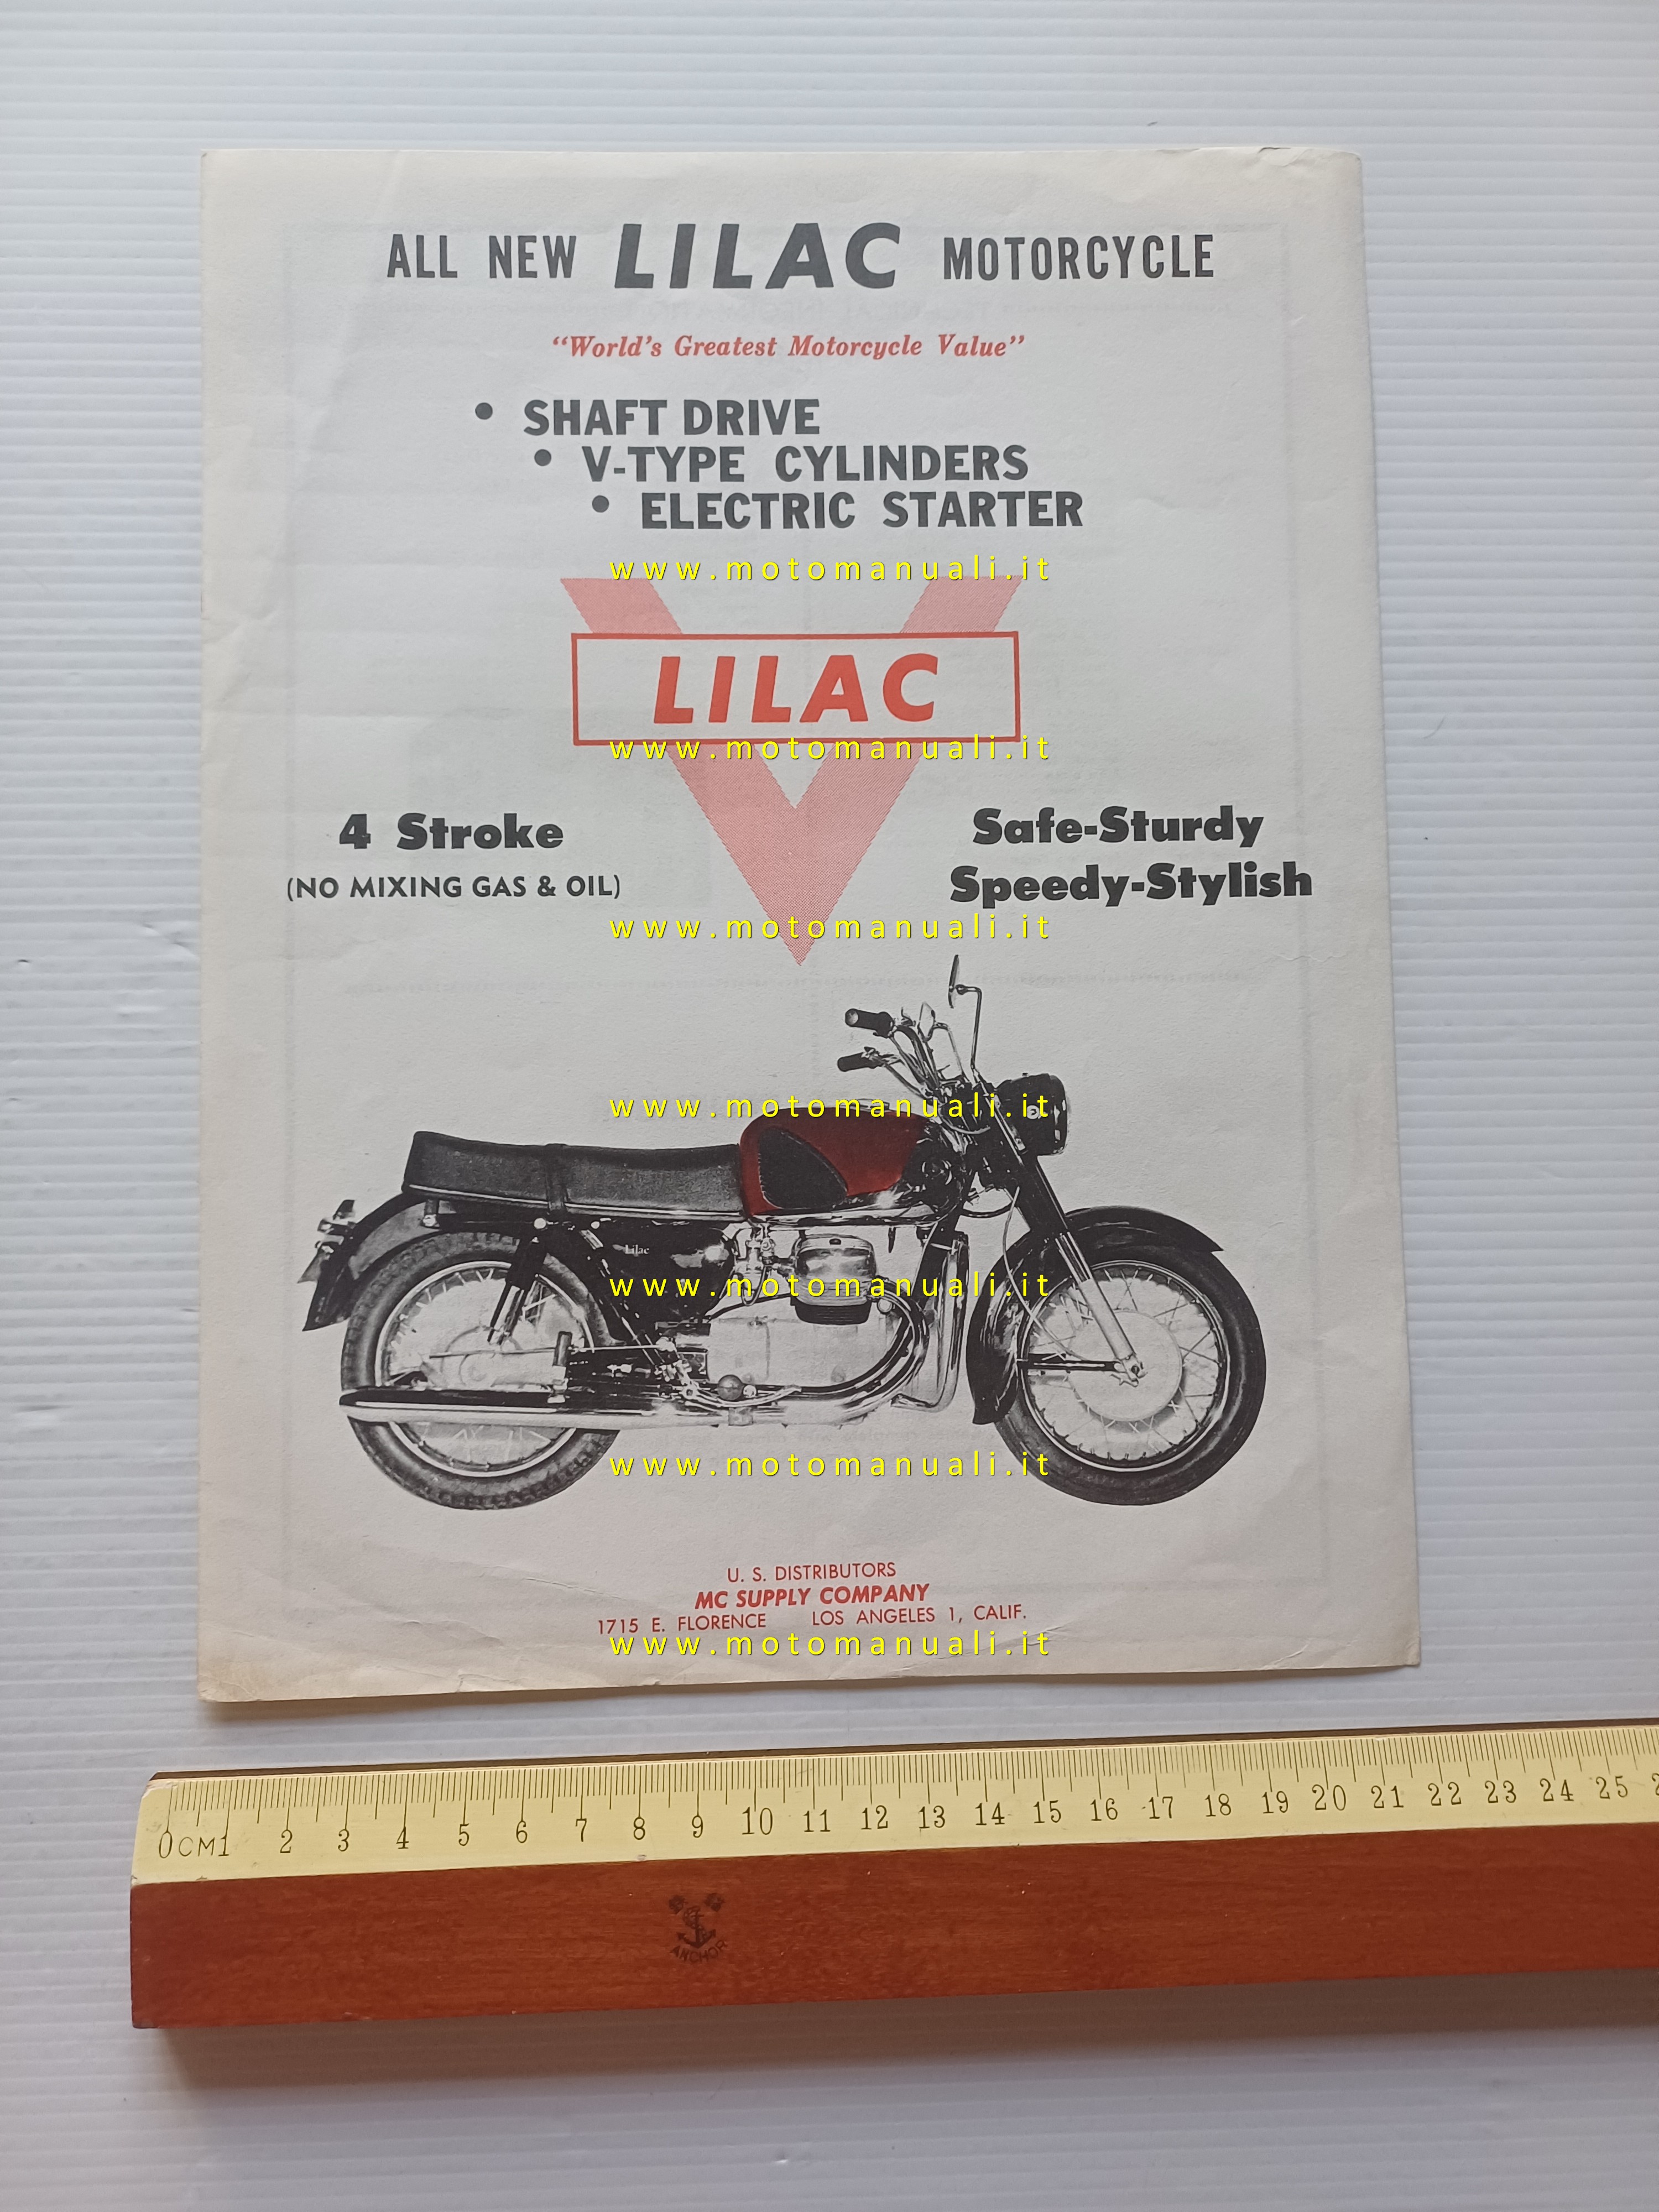 ALL NEW LILAC MOTORCYCLE
“World's Greatest Motorcycle Value”
• SHAFT DRIVE
• V-TYPE CYLINDERS
• ELECTRIC STARTER
www.motomanuali.it
LILAC
www.motomanuali.it
4 Stroke
(NO MIXING GAS & OIL)
Safe-Sturdy
Speedy-Stylish
www.motomanuali.it
www.motomanuali.it
Lilac
www.motomanuali.it
www.motomanuali.it
U. S. DISTRIBUTORS
MC SUPPLY COMPANY
1715 E. FLORENCE LOS ANGELES 1, CALIF.
www.motomanuali.it
0CM1 2 3 4 5 6 7 8 9 10 11 12 13 14 15 16 17 18 19 20 21 22 23 24 25
ANCHOR